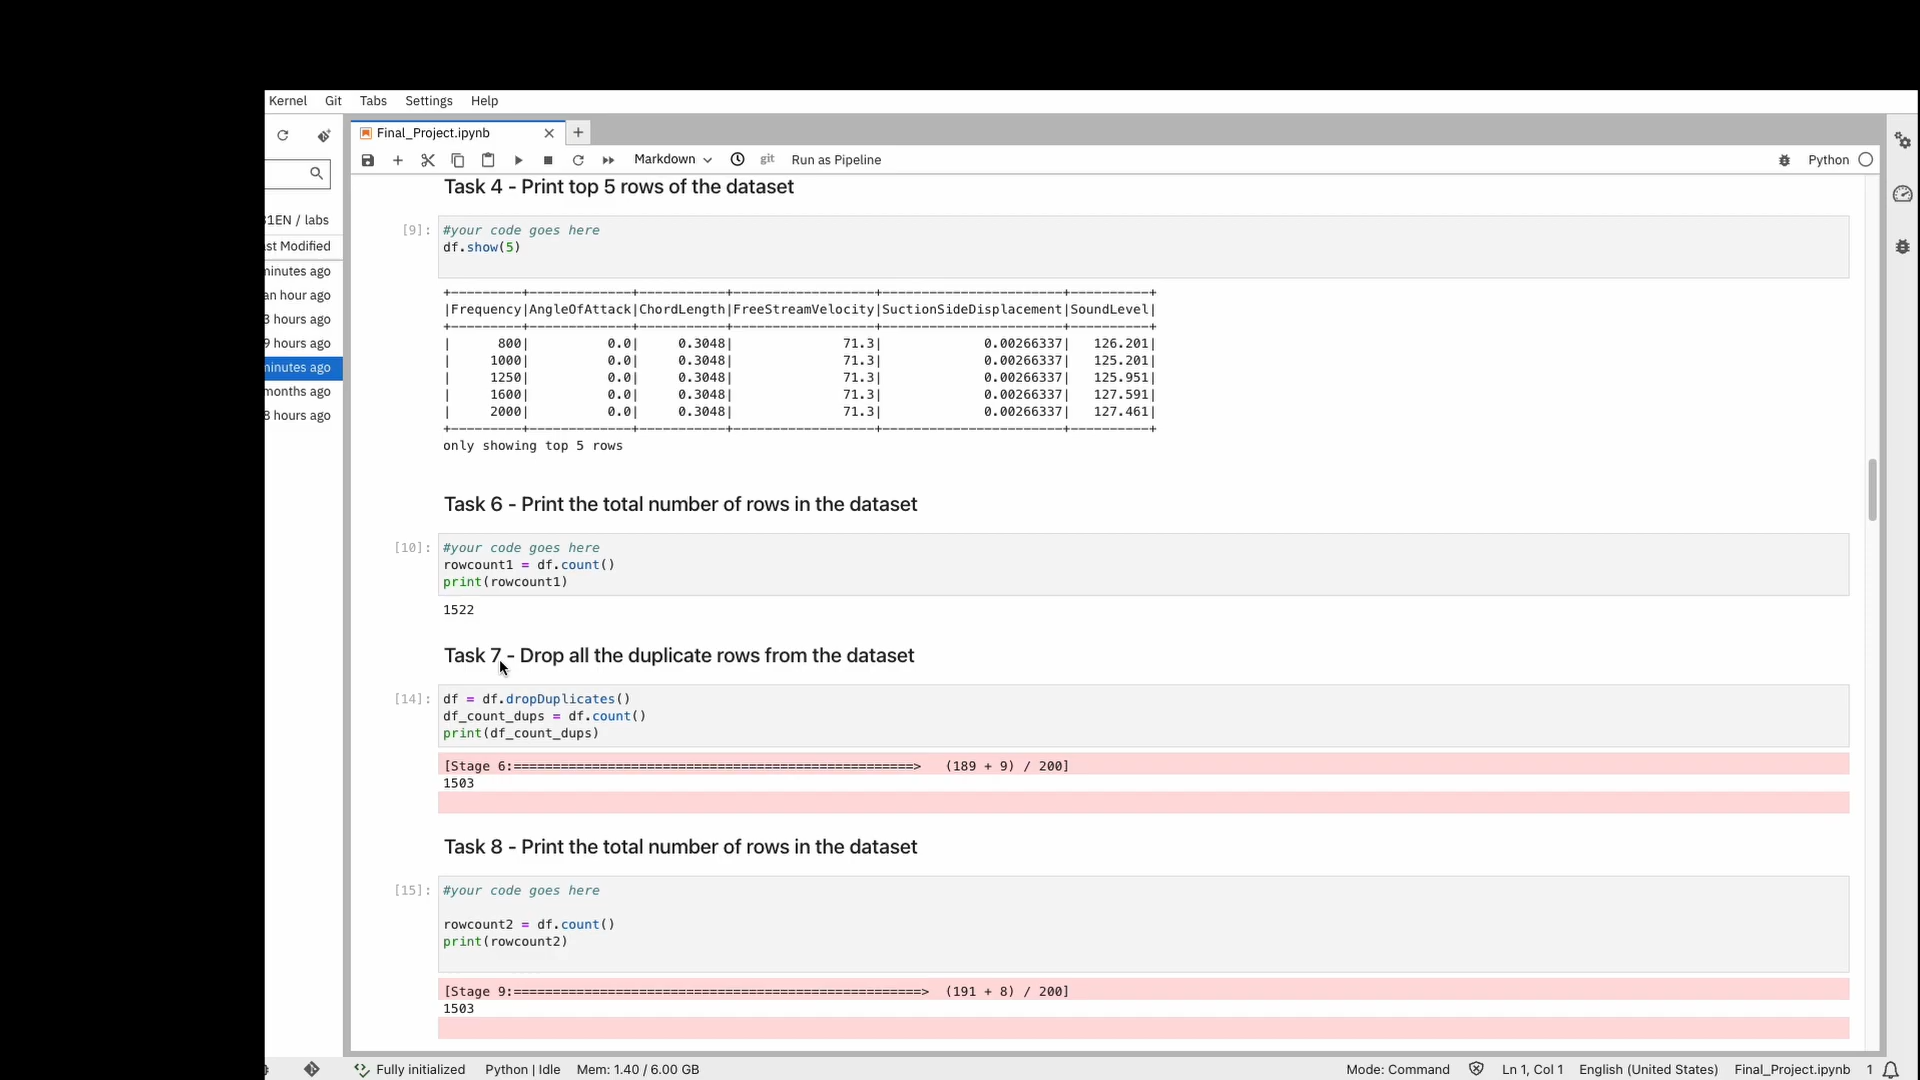 Kernel Git Tabs Settings Help
Final_Project.ipynb
Markdown git Run as Pipeline Python
Task 4 - Print top 5 rows of the dataset
[9]: #your code goes here
df.show(5)
1EN / labs
st Modified
minutes ago
an hour ago
3 hours ago
9 hours ago
minutes ago
months ago
8 hours ago
+---------+-------------+-----------+------------------+-----------------------+----------+
|Frequency|AngleOfAttack|ChordLength|FreeStreamVelocity|SuctionSideDisplacement|SoundLevel|
+---------+-------------+-----------+------------------+-----------------------+----------+
|      800|          0.0|     0.3048|              71.3|             0.00266337|   126.201|
|     1000|          0.0|     0.3048|              71.3|             0.00266337|   125.201|
|     1250|          0.0|     0.3048|              71.3|             0.00266337|   125.951|
|     1600|          0.0|     0.3048|              71.3|             0.00266337|   127.591|
|     2000|          0.0|     0.3048|              71.3|             0.00266337|   127.461|
+---------+-------------+-----------+------------------+-----------------------+----------+
only showing top 5 rows
Task 6 - Print the total number of rows in the dataset
[10]: #your code goes here
rowcount1 = df.count()
print(rowcount1)
1522
Task 7 - Drop all the duplicate rows from the dataset
[14]: df = df.dropDuplicates()
df_count_dups = df.count()
print(df_count_dups)
[Stage 6:===================================================> (189 + 9) / 200]
1503
Task 8 - Print the total number of rows in the dataset
[15]: #your code goes here
rowcount2 = df.count()
print(rowcount2)
[Stage 9:====================================================> (191 + 8) / 200]
1503
Fully initialized Python | Idle Mem: 1.40 / 6.00 GB Mode: Command Ln 1, Col 1 English (United States) Final_Project.ipynb 1